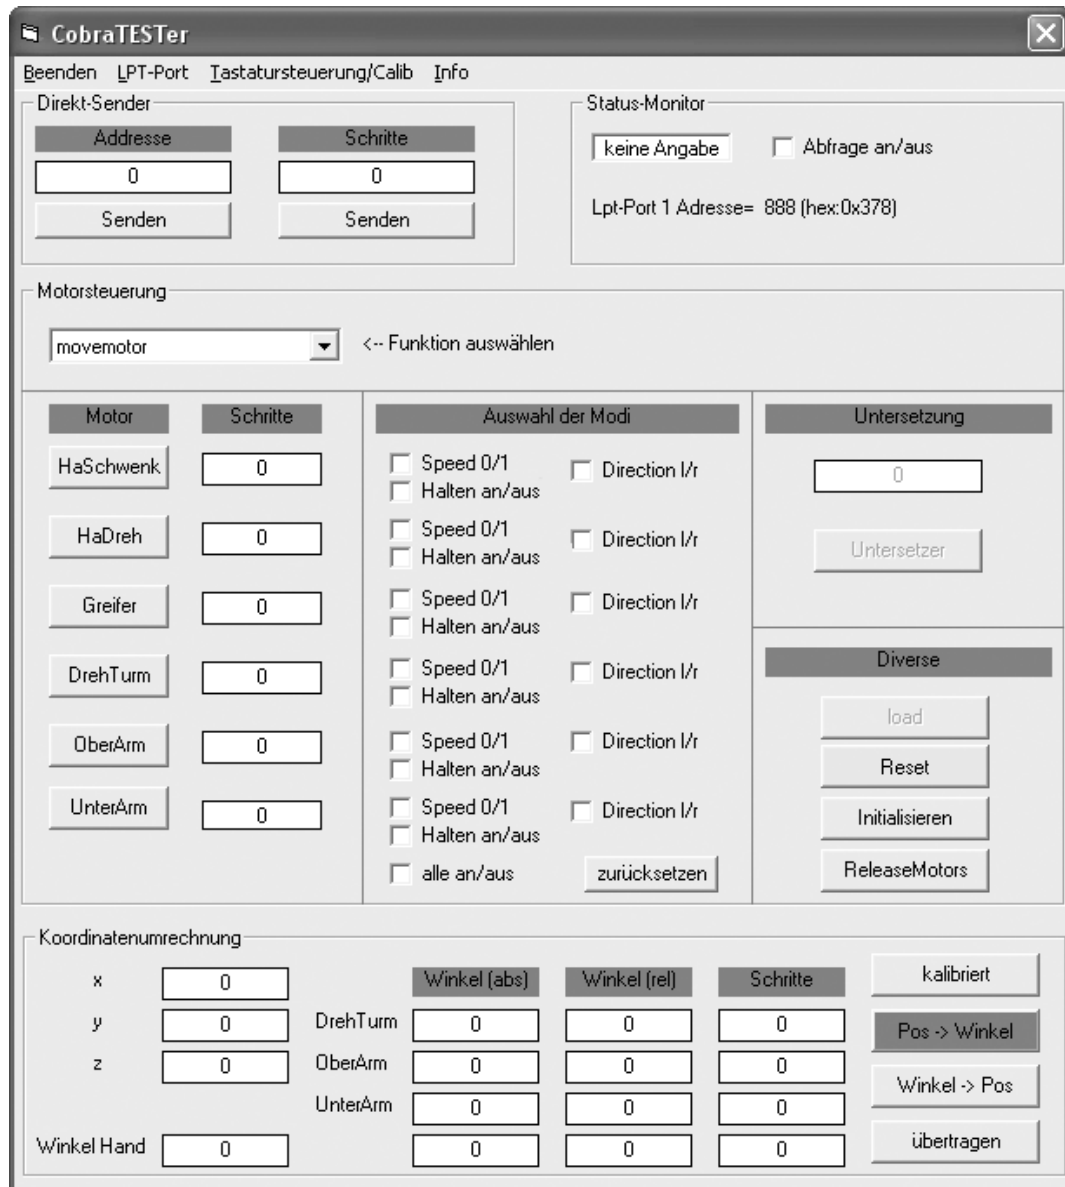 CobraTESTer
Beenden LPT-Port Tastatursteuerung/Calib Info
Direkt-Sender
Addresse Schritte
0 0
Senden Senden
Status-Monitor
keine Angabe Abfrage an/aus
Lpt-Port 1 Adresse= 888 (hex:0x378)
Motorsteuerung
movemotor <-- Funktion auswählen
Motor Schritte
HaSchwenk 0
HaDreh 0
Greifer 0
DrehTurm 0
OberArm 0
UnterArm 0
Auswahl der Modi
Speed 0/1 Direction l/r
Halten an/aus
Speed 0/1 Direction l/r
Halten an/aus
Speed 0/1 Direction l/r
Halten an/aus
Speed 0/1 Direction l/r
Halten an/aus
Speed 0/1 Direction l/r
Halten an/aus
Speed 0/1 Direction l/r
Halten an/aus
alle an/aus zurücksetzen
Untersetzung
0
Untersetzer
Diverse
load
Reset
Initialisieren
ReleaseMotors
Koordinatenumrechnung
x 0 Winkel (abs) Winkel (rel) Schritte kalibriert
y 0 DrehTurm 0 0 0 Pos -> Winkel
z 0 OberArm 0 0 0
UnterArm 0 0 0 Winkel -> Pos
Winkel Hand 0 0 0 0 übertragen